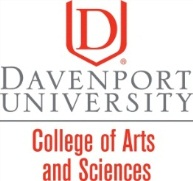 D
®
DAVENPORT
UNIVERSITY
College of Arts
and Sciences